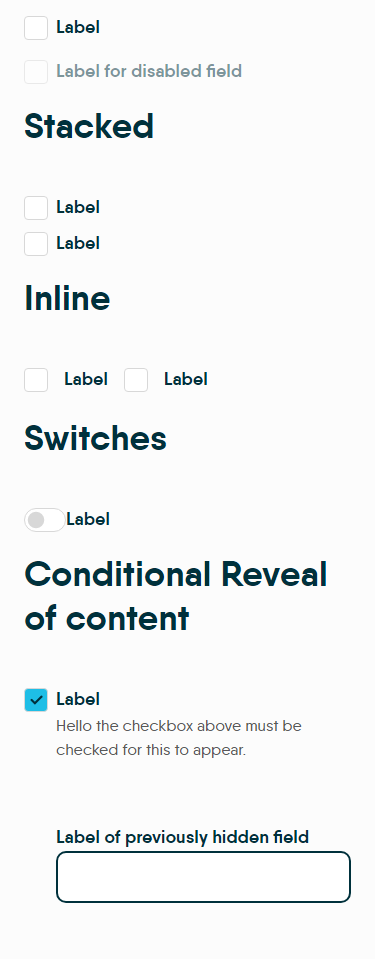 Label
Label for disabled field
Stacked
Label
Label
Inline
Label Label
Switches
Label
Conditional Reveal
of content
Label
Hello the checkbox above must be
checked for this to appear.
Label of previously hidden field